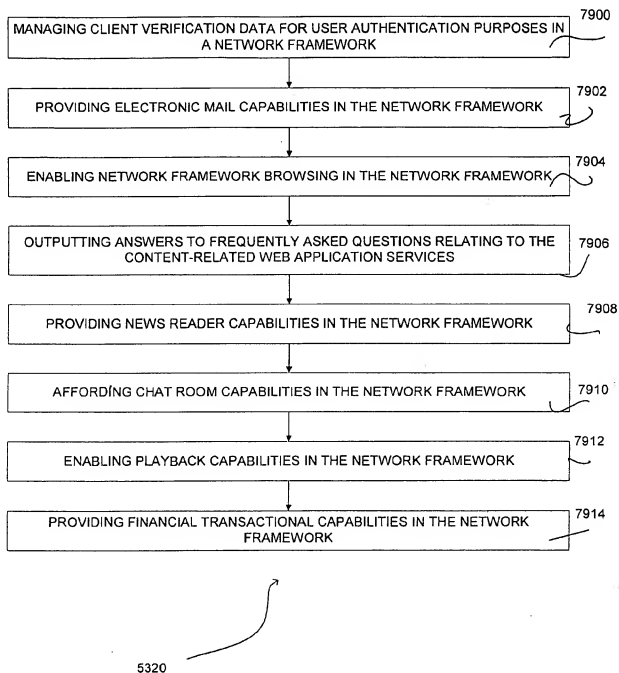 7900
MANAGING CLIENT VERIFICATION DATA FOR USER AUTHENTICATION PURPOSES IN
A NETWORK FRAMEWORK
7902
PROVIDING ELECTRONIC MAIL CAPABILITIES IN THE NETWORK FRAMEWORK
7904
ENABLING NETWORK FRAMEWORK BROWSING IN THE NETWORK FRAMEWORK
7906
OUTPUTTING ANSWERS TO FREQUENTLY ASKED QUESTIONS RELATING TO THE
CONTENT-RELATED WEB APPLICATION SERVICES
7908
PROVIDING NEWS READER CAPABILITIES IN THE NETWORK FRAMEWORK
7910
AFFORDING CHAT ROOM CAPABILITIES IN THE NETWORK FRAMEWORK
7912
ENABLING PLAYBACK CAPABILITIES IN THE NETWORK FRAMEWORK
7914
PROVIDING FINANCIAL TRANSACTIONAL CAPABILITIES IN THE NETWORK
FRAMEWORK
5320